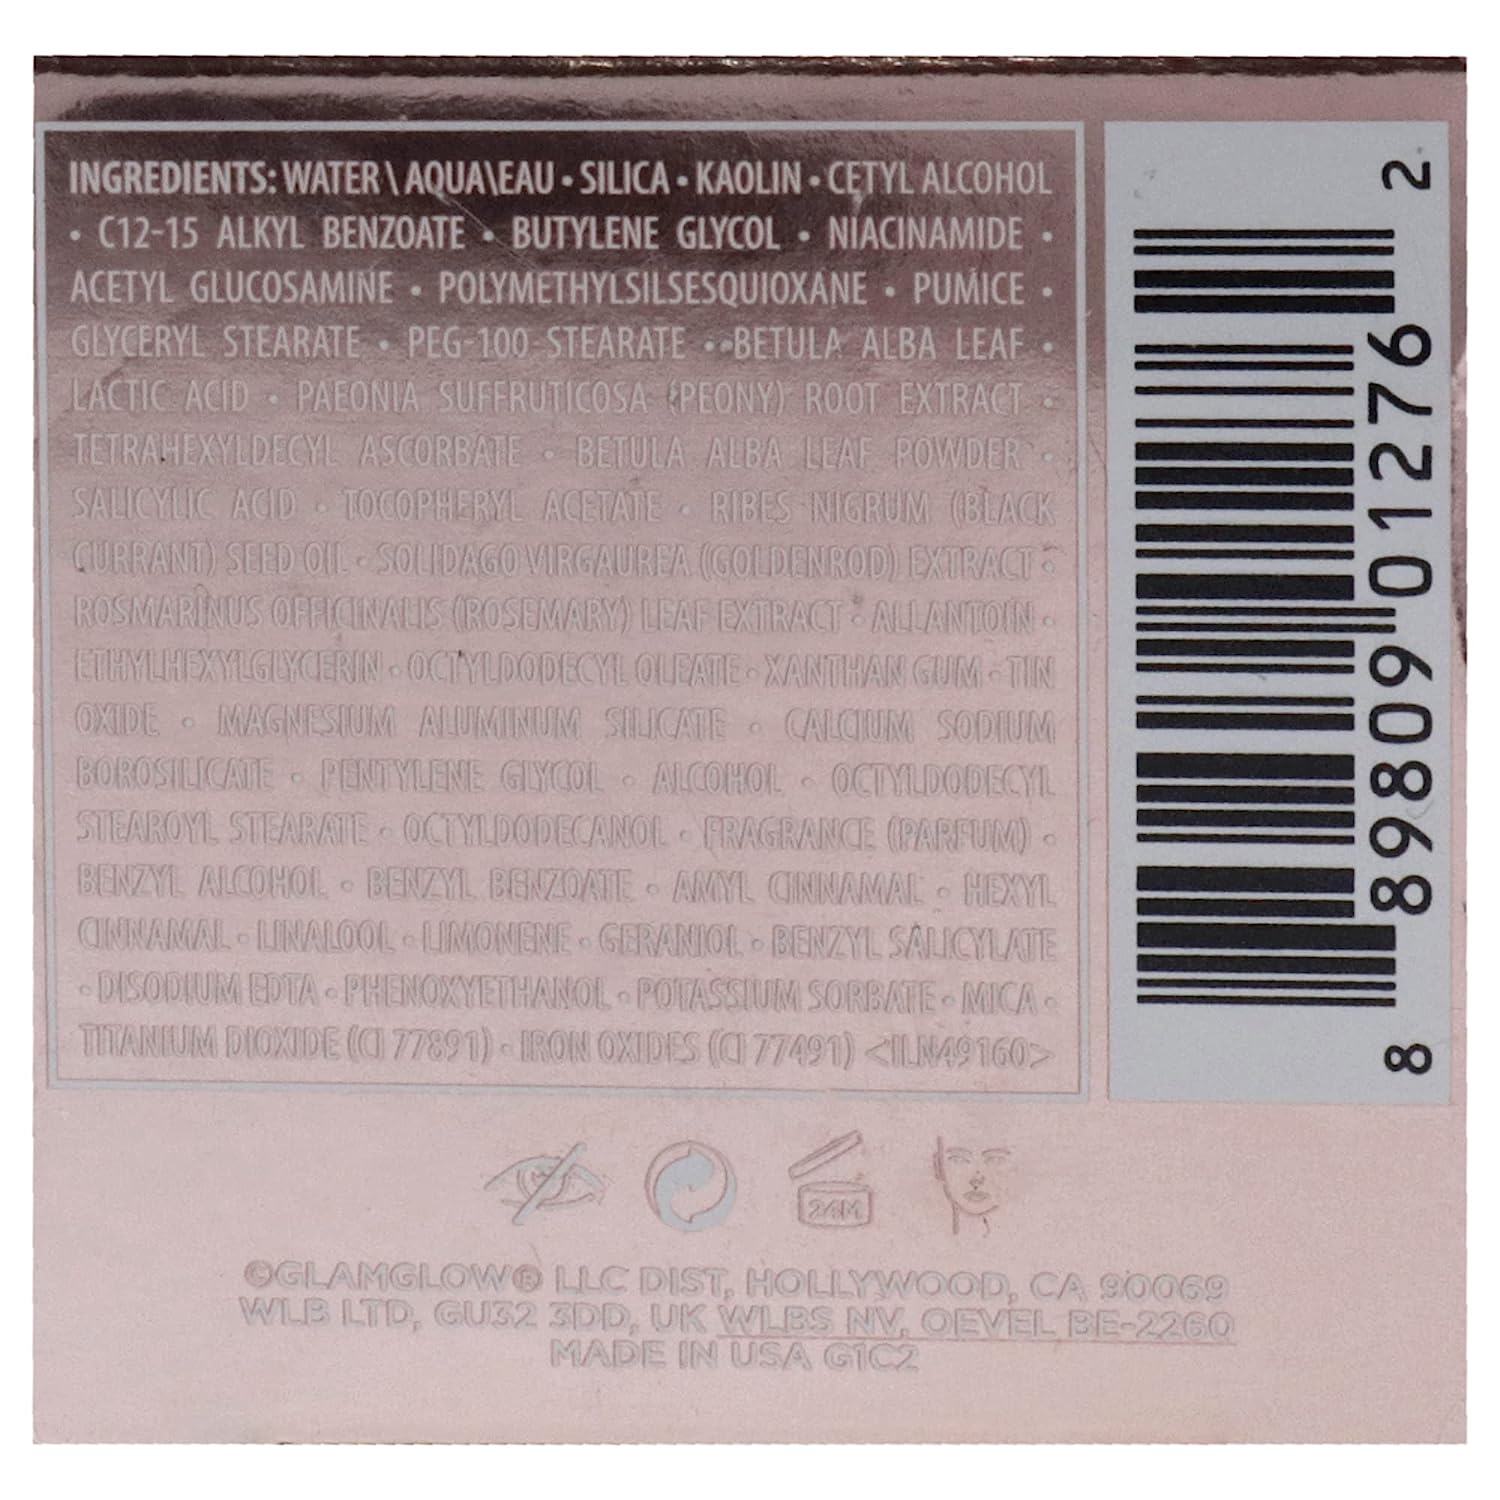 INGREDIENTS: WATER \ AQUA\EAU • SILICA • KAOLIN • CETYL ALCOHOL
• C12-15 ALKYL BENZOATE • BUTYLENE GLYCOL • NIACINAMIDE •
ACETYL GLUCOSAMINE • POLYMETHYLSILSESQUIOXANE • PUMICE •
GLYCERYL STEARATE • PEG-100 STEARATE • BETULA ALBA LEAF •
LACTIC ACID • PAEONIA SUFFRUTICOSA (PEONY) ROOT EXTRACT •
TETRAHEXYLDECYL ASCORBATE • BETULA ALBA LEAF POWDER •
SALICYLIC ACID • TOCOPHERYL ACETATE • RIBES NIGRUM (BLACK
CURRANT) SEED OIL • SOLIDAGO VIRGAUREA (GOLDENROD) EXTRACT •
ROSMARINUS OFFICINALIS (ROSEMARY) LEAF EXTRACT • ALLANTOIN •
ETHYLHEXYLGLYCERIN • OCTYLDODECYL OLEATE • XANTHAN GUM • TIN
OXIDE • MAGNESIUM ALUMINUM SILICATE • CALCIUM SODIUM
BOROSILICATE • PENTYLENE GLYCOL • ALCOHOL • OCTYLDODECYL
STEAROYL STEARATE • OCTYLDODECANOL • FRAGRANCE (PARFUM) •
BENZYL ALCOHOL • BENZYL BENZOATE • AMYL CINNAMAL • HEXYL
CINNAMAL • LINALOOL • LIMONENE • GERANIOL • BENZYL SALICYLATE
• DISODIUM EDTA • PHENOXYETHANOL • POTASSIUM SORBATE • MICA •
TITANIUM DIOXIDE (CI 77891) • IRON OXIDES (CI 77491) <ILN49160>
8 89809 01276 2
24M
©GLAMGLOW® LLC DIST, HOLLYWOOD, CA 90069
WLB LTD, GU32 3DD, UK WLBS NV, OEVEL BE-2260
MADE IN USA G1C2